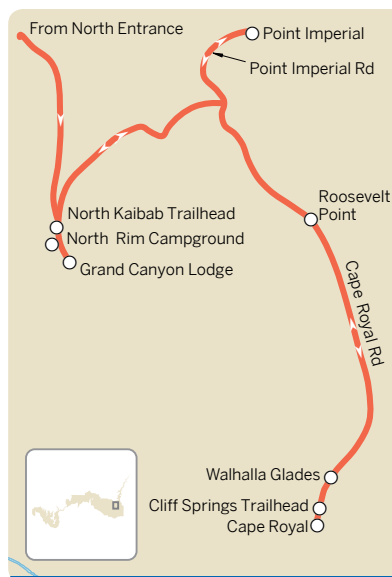 From North Entrance
Point Imperial
Point Imperial Rd
Roosevelt
Point
North Kaibab Trailhead
North Rim Campground
Grand Canyon Lodge
Cape Royal Rd
Walhalla Glades
Cliff Springs Trailhead
Cape Royal